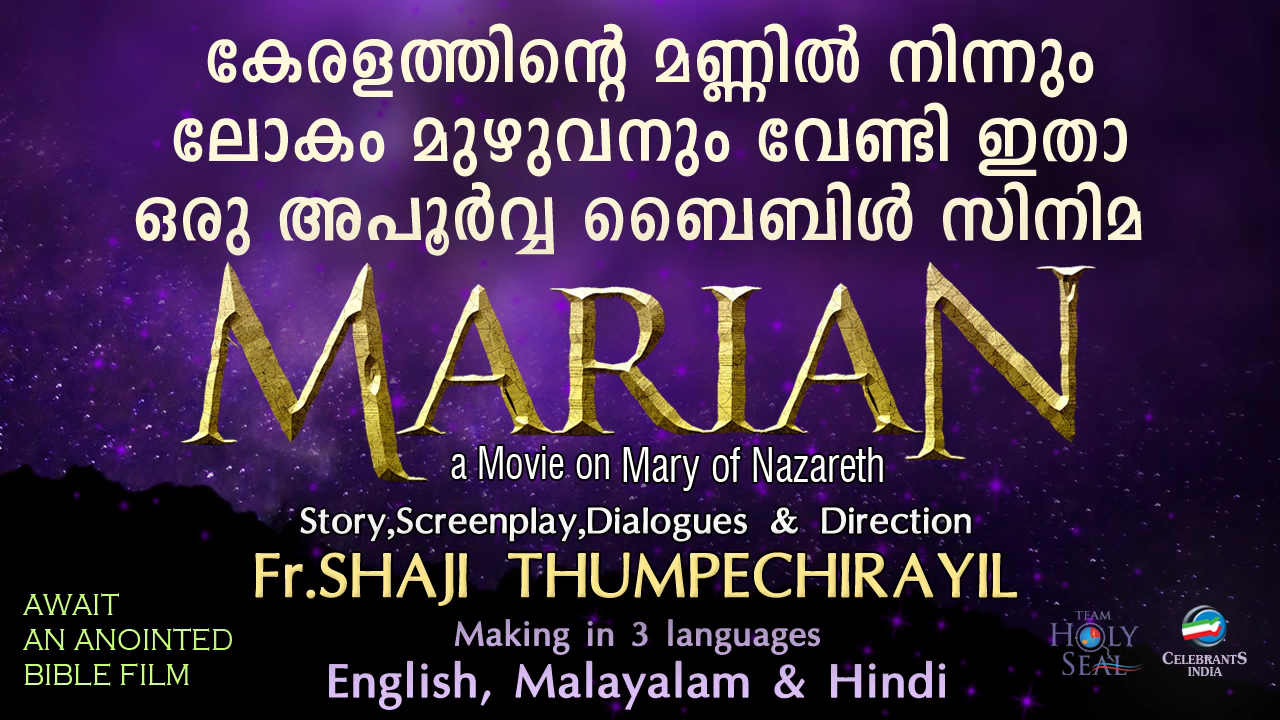 കേരളത്തിന്റെ മണ്ണിൽ നിന്നും
ലോകം മുഴുവനും വേണ്ടി ഇതാ
ഒരു അപൂർവ്വ ബൈബിൾ സിനിമ
MARIAN
a Movie on Mary of Nazareth
Story,Screenplay,Dialogues & Direction
Fr.SHAJI THUMPECHIRAYIL
Making in 3 languages
English, Malayalam & Hindi
AWAIT
AN ANOINTED
BIBLE FILM
TEAM
HOLY
SEAL
CELEBRANTS
INDIA